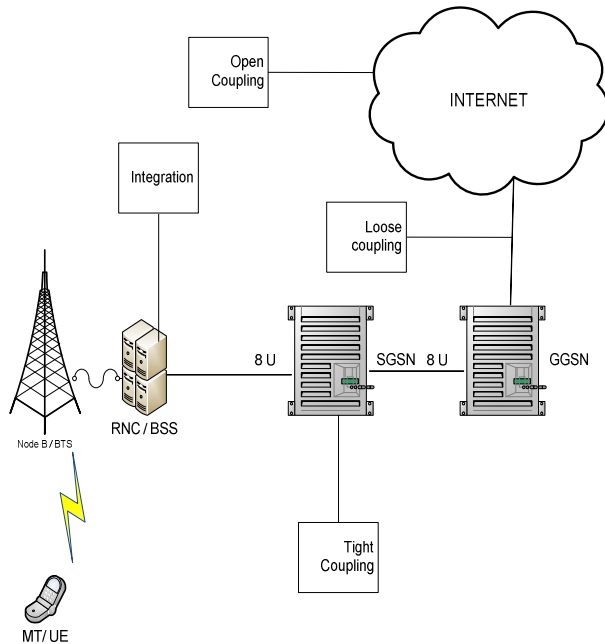 Open
Coupling
INTERNET
Integration
Loose
coupling
8 U
SGSN
8 U
GGSN
RNC / BSS
Node B / BTS
Tight
Coupling
MT/ UE